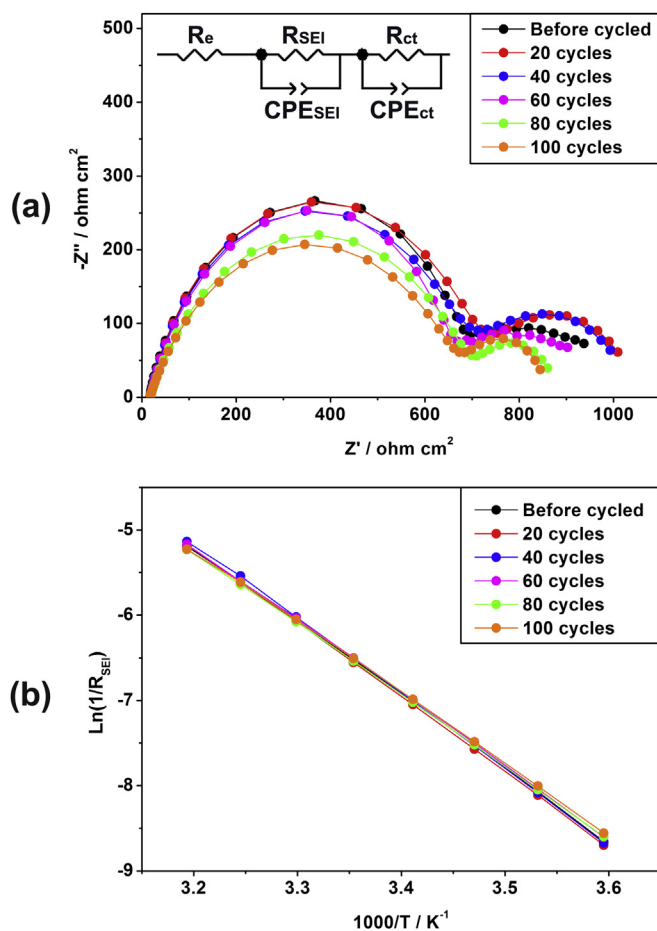 (a)
Re
RSEI
Rct
CPESEI
CPEct
Before cycled
20 cycles
40 cycles
60 cycles
80 cycles
100 cycles
500
400
300
200
100
0
-Z'' / ohm cm²
0 200 400 600 800 1000
Z' / ohm cm²
(b)
Before cycled
20 cycles
40 cycles
60 cycles
80 cycles
100 cycles
-5
-6
-7
-8
-9
Ln(1/RSEI)
3.2 3.3 3.4 3.5 3.6
1000/T / K⁻¹